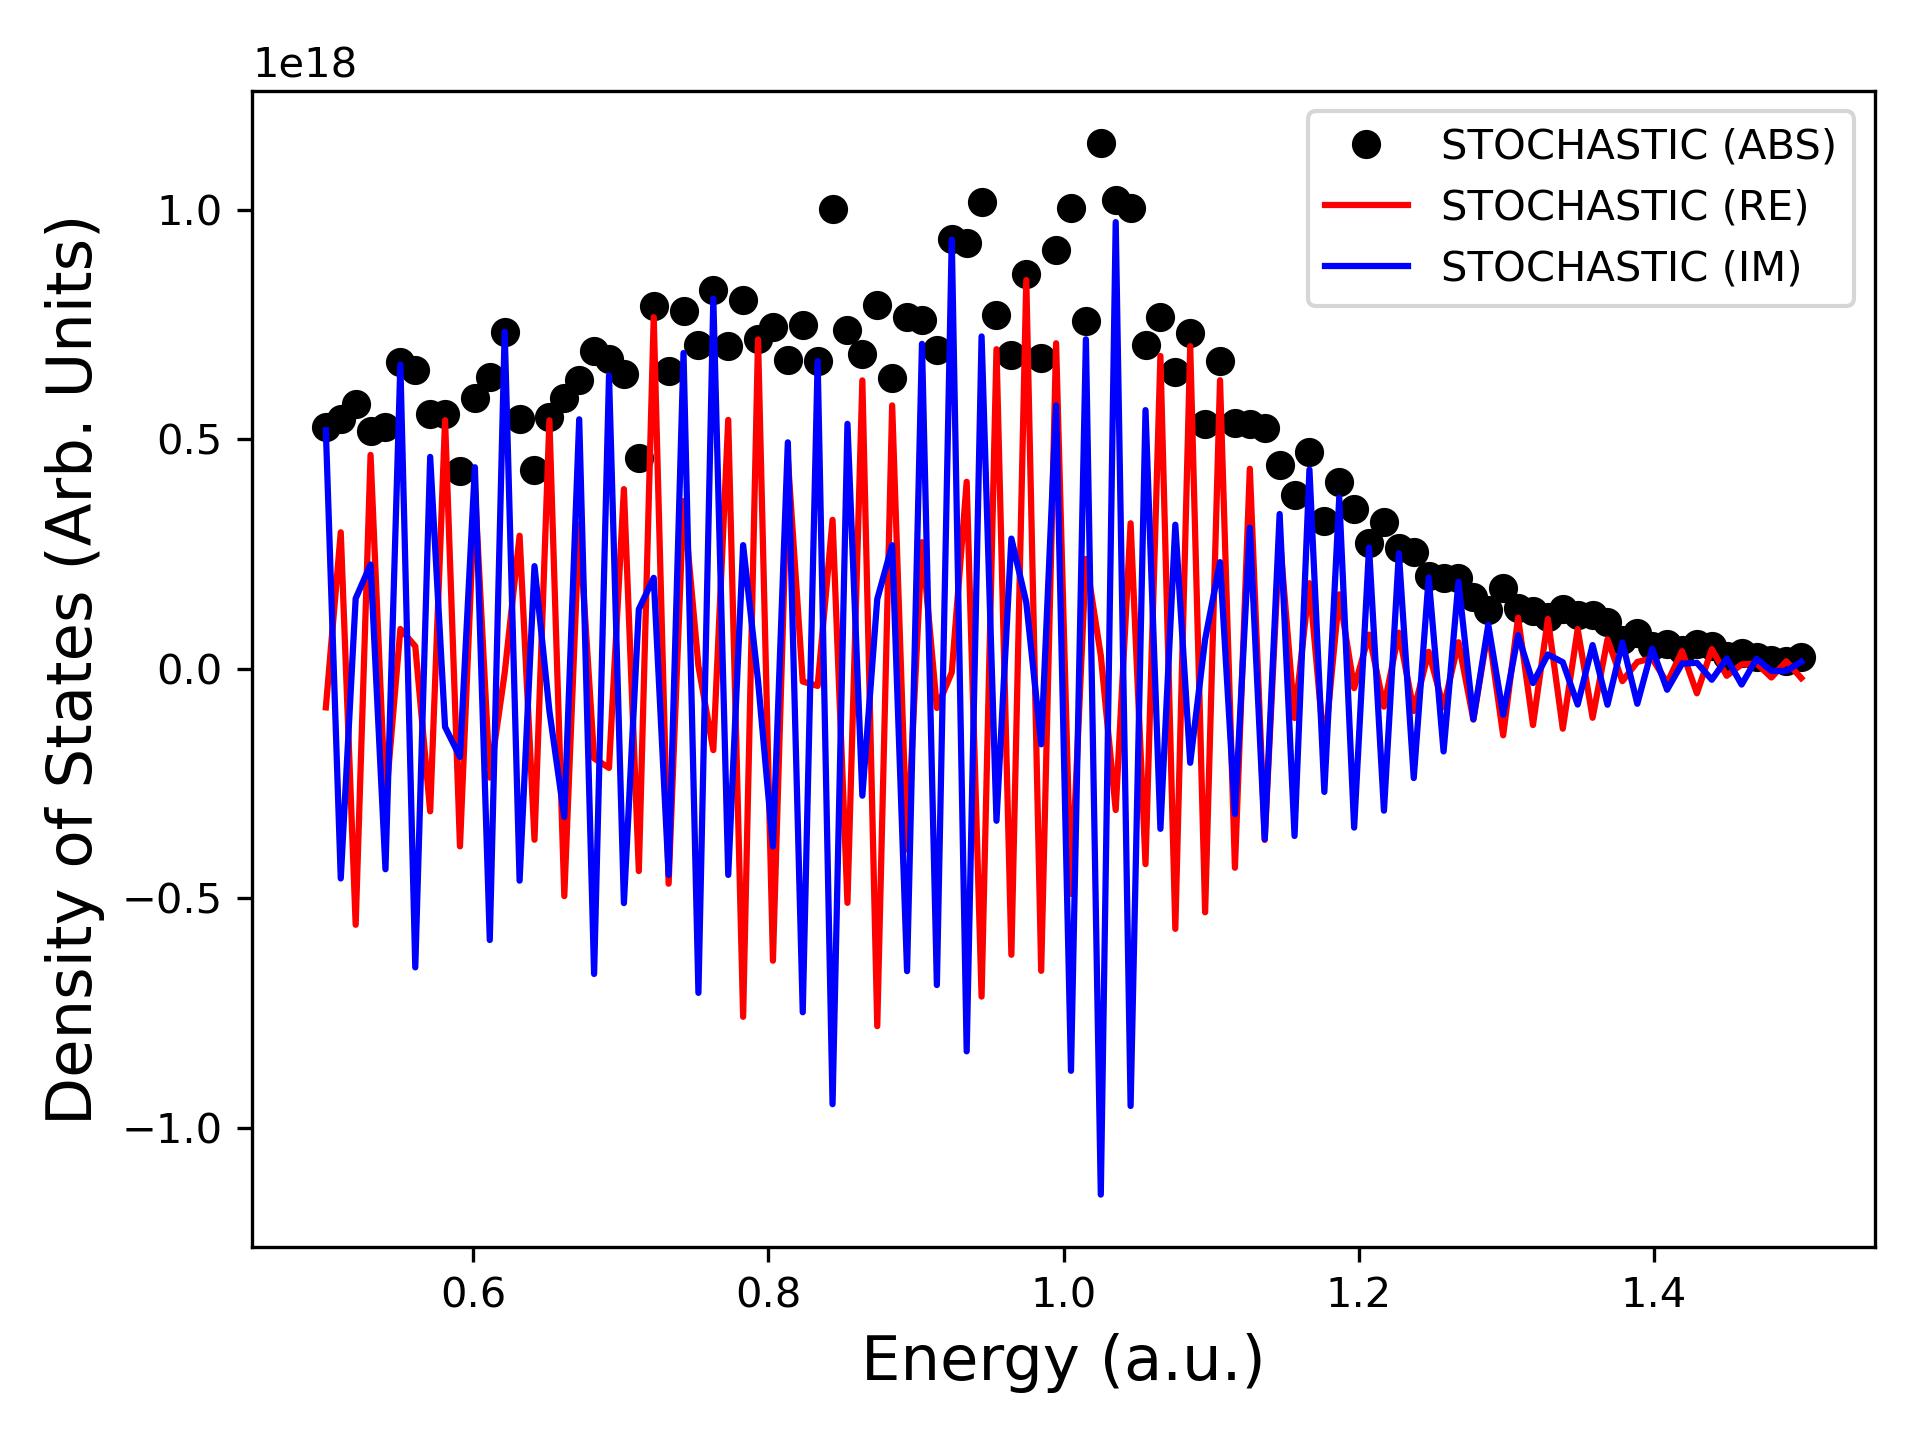 1e18
STOCHASTIC (ABS)
STOCHASTIC (RE)
STOCHASTIC (IM)
1.0
0.5
0.0
−0.5
−1.0
Density of States (Arb. Units)
0.6 0.8 1.0 1.2 1.4
Energy (a.u.)